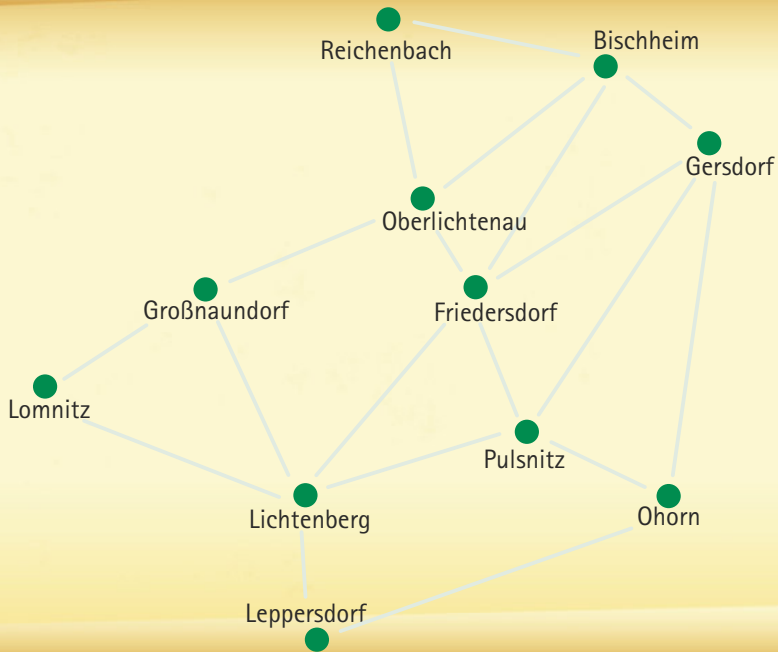 Reichenbach
Bischheim
Gersdorf
Oberlichtenau
Großnaundorf
Friedersdorf
Lomnitz
Pulsnitz
Lichtenberg
Ohorn
Leppersdorf